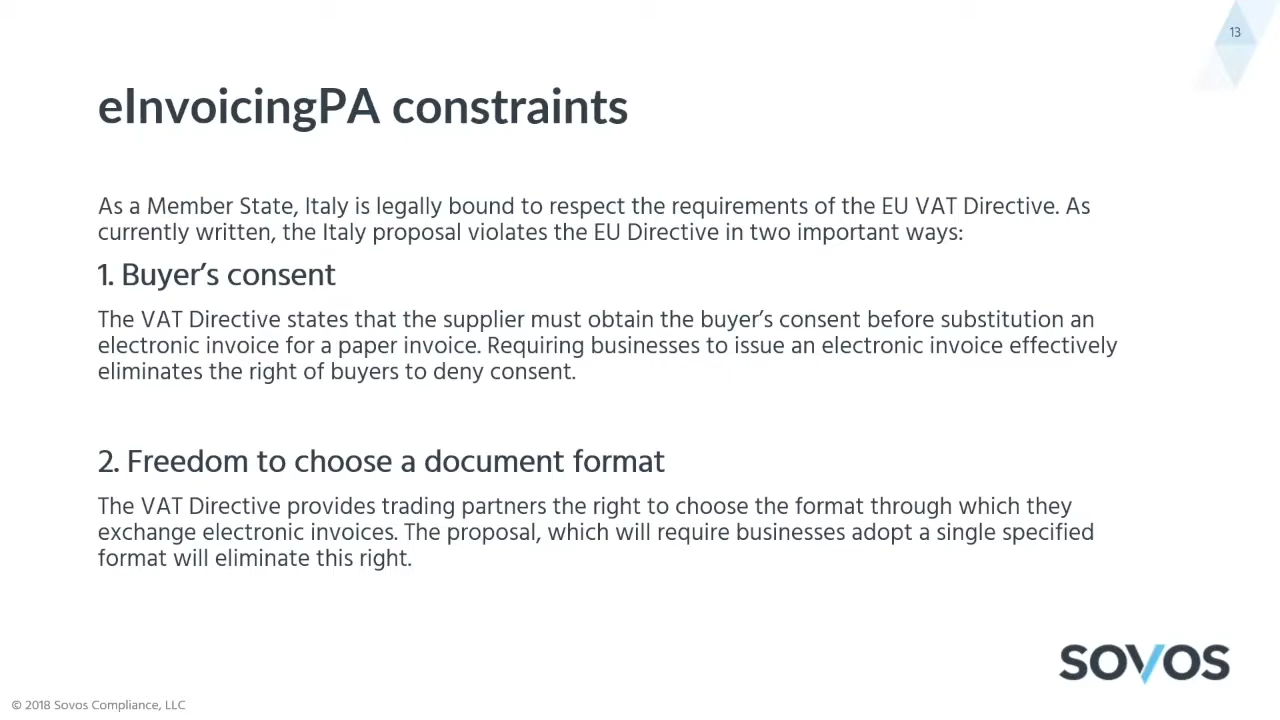 13
eInvoicingPA constraints
As a Member State, Italy is legally bound to respect the requirements of the EU VAT Directive. As
currently written, the Italy proposal violates the EU Directive in two important ways:
1. Buyer’s consent
The VAT Directive states that the supplier must obtain the buyer’s consent before substitution an
electronic invoice for a paper invoice. Requiring businesses to issue an electronic invoice effectively
eliminates the right of buyers to deny consent.
2. Freedom to choose a document format
The VAT Directive provides trading partners the right to choose the format through which they
exchange electronic invoices. The proposal, which will require businesses adopt a single specified
format will eliminate this right.
SOVOS
© 2018 Sovos Compliance, LLC